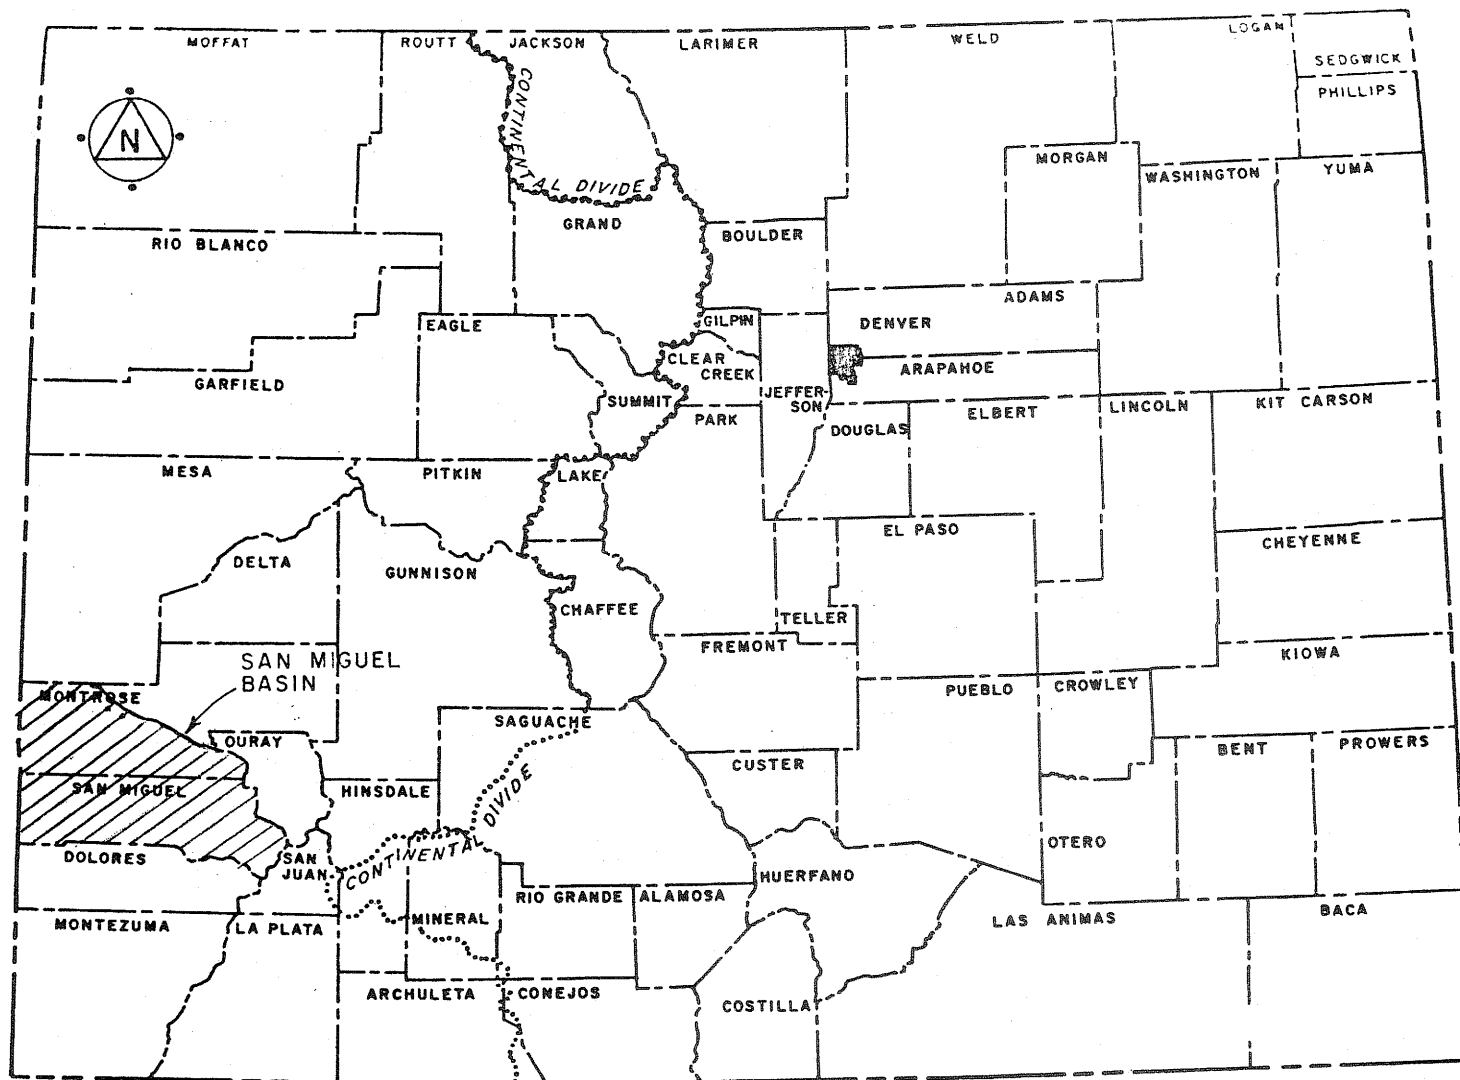 MOFFAT
ROUTT
JACKSON
LARIMER
WELD
LOGAN
SEDGWICK
PHILLIPS
CONTINENTAL DIVIDE
N
MORGAN
WASHINGTON
YUMA
RIO BLANCO
GRAND
BOULDER
ADAMS
EAGLE
GILPIN
DENVER
CLEAR
CREEK
ARAPAHOE
GARFIELD
SUMMIT
JEFFER-
SON
PARK
DOUGLAS
ELBERT
LINCOLN
KIT CARSON
MESA
PITKIN
LAKE
EL PASO
CHEYENNE
DELTA
GUNNISON
CHAFFEE
TELLER
FREMONT
KIOWA
SAN MIGUEL
BASIN
MONTROSE
PUEBLO
CROWLEY
SAGUACHE
OURAY
BENT
PROWERS
CUSTER
SAN MIGUEL
HINSDALE
CONTINENTAL DIVIDE
OTERO
DOLORES
SAN
JUAN
HUERFANO
RIO GRANDE
ALAMOSA
MONTEZUMA
LA PLATA
MINERAL
LAS ANIMAS
BACA
ARCHULETA
CONEJOS
COSTILLA